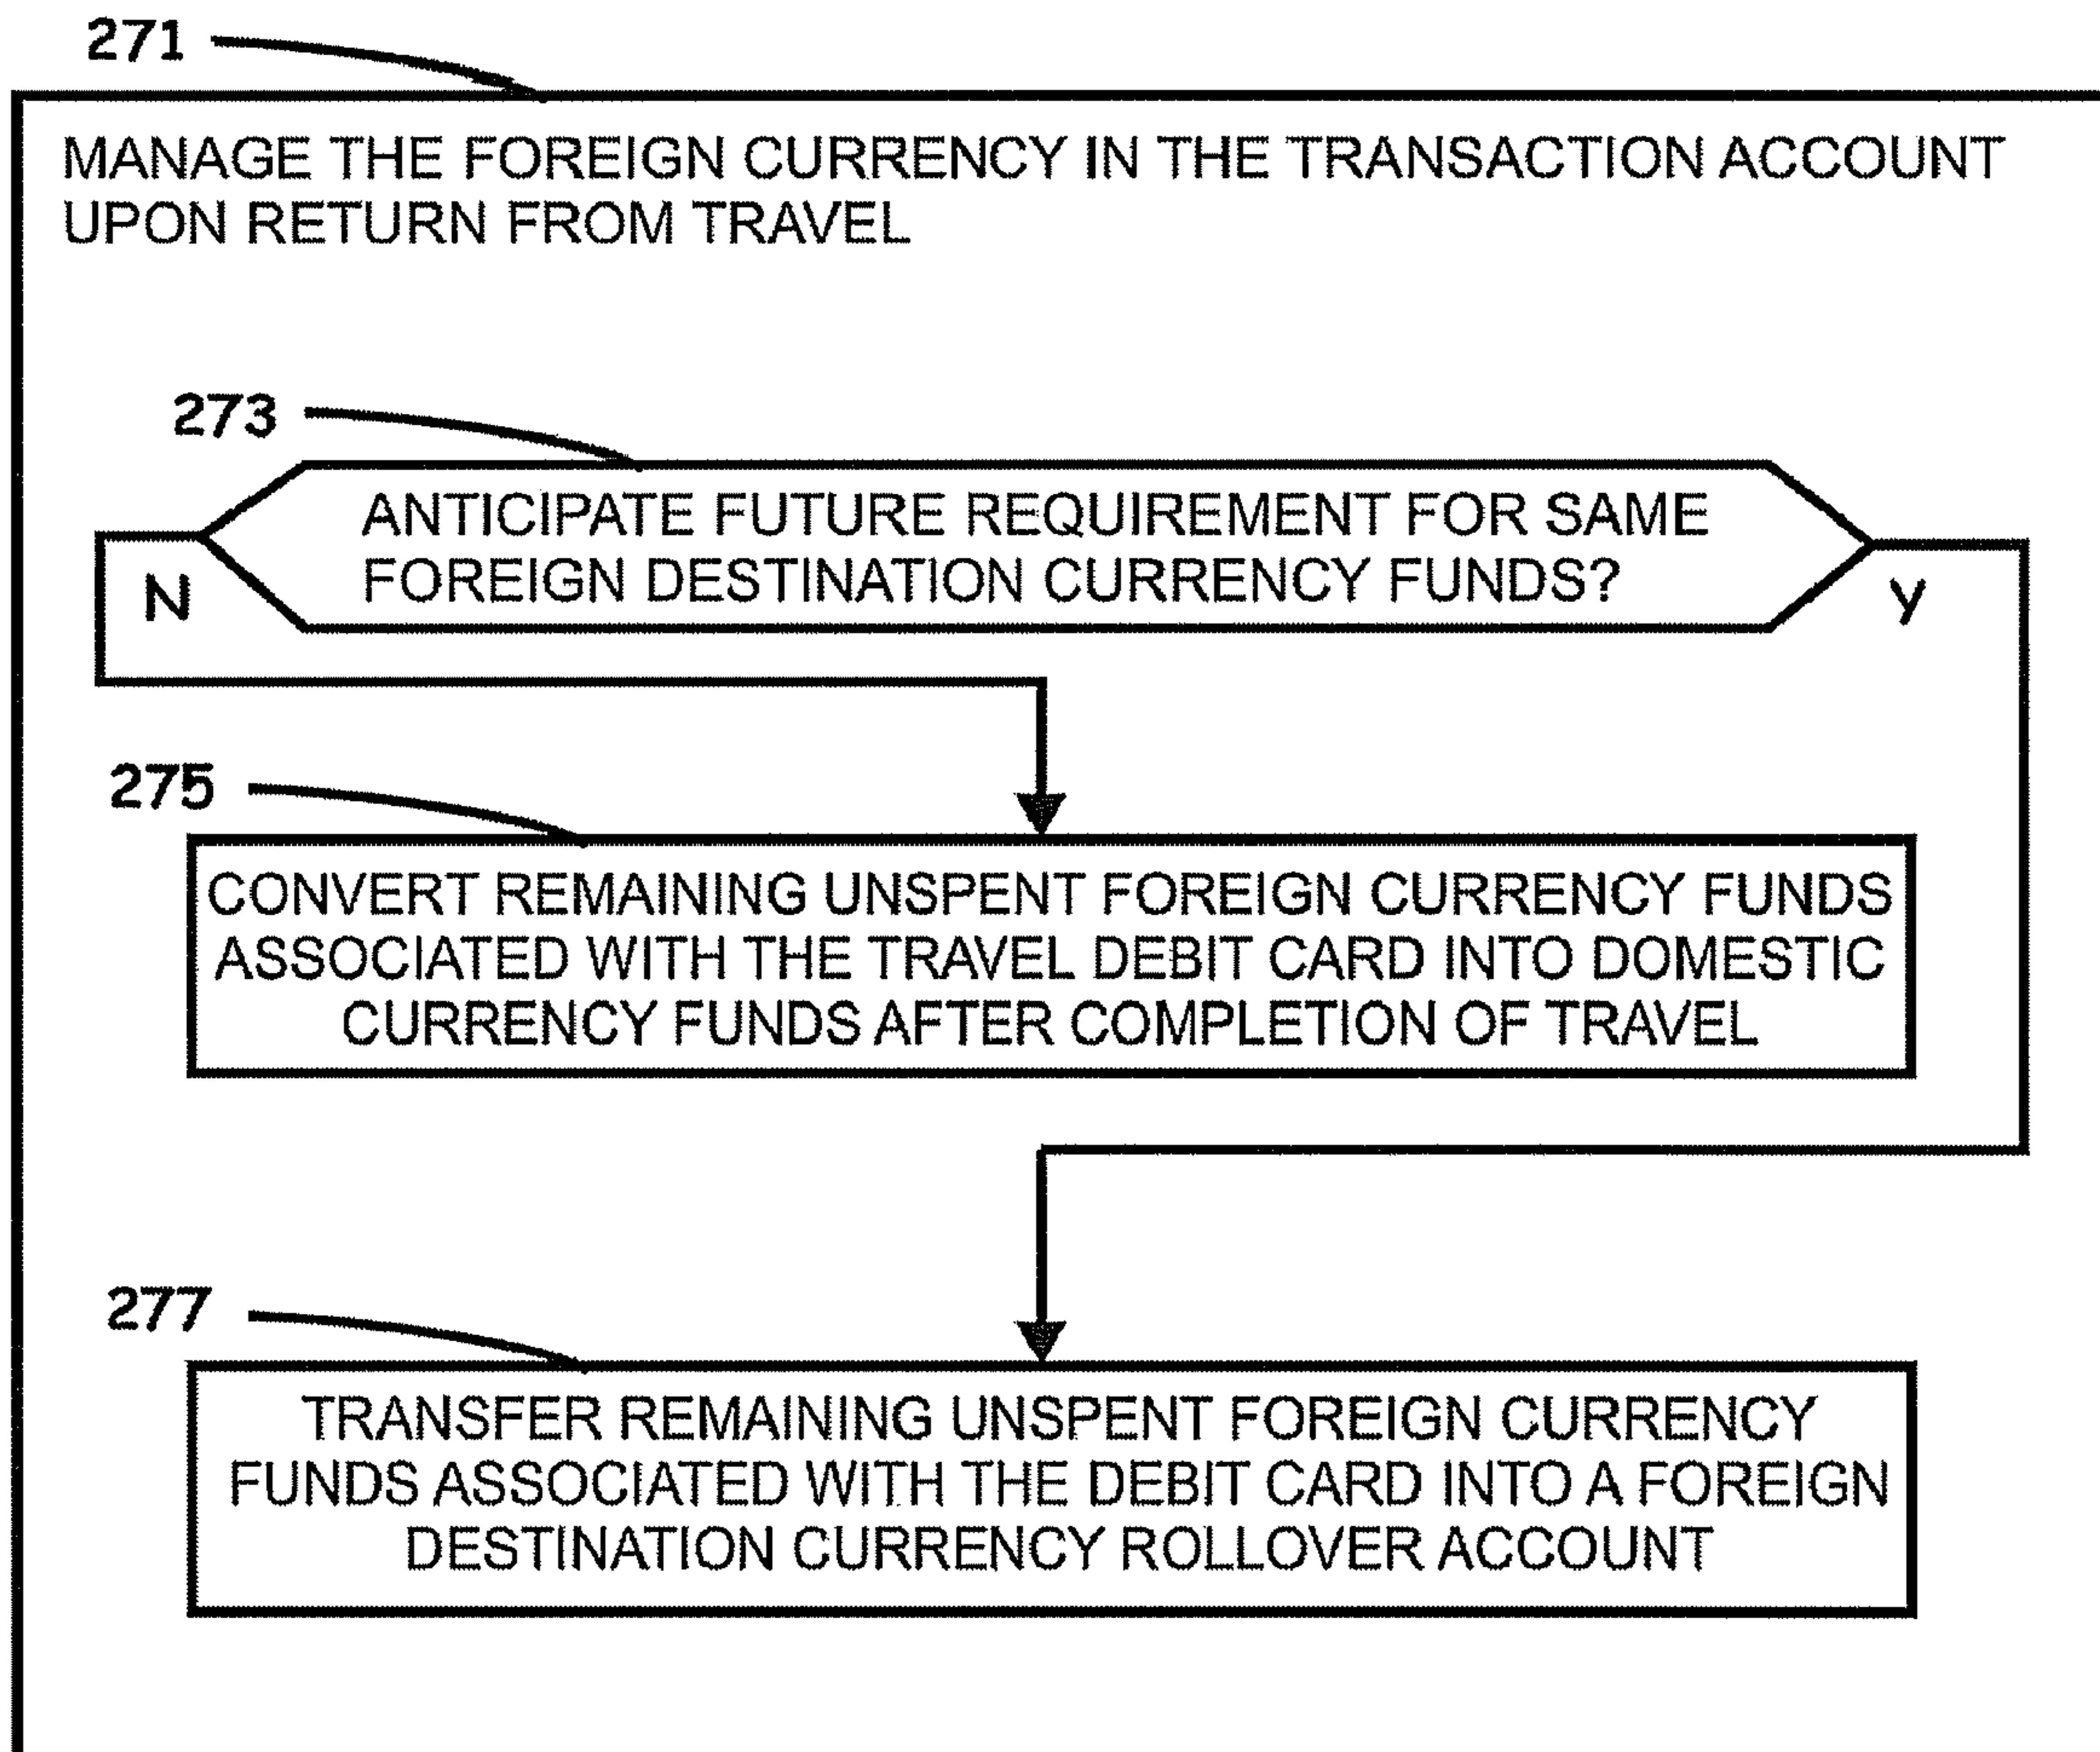 271
MANAGE THE FOREIGN CURRENCY IN THE TRANSACTION ACCOUNT
UPON RETURN FROM TRAVEL
273
ANTICIPATE FUTURE REQUIREMENT FOR SAME
FOREIGN DESTINATION CURRENCY FUNDS?
N
Y
275
CONVERT REMAINING UNSPENT FOREIGN CURRENCY FUNDS
ASSOCIATED WITH THE TRAVEL DEBIT CARD INTO DOMESTIC
CURRENCY FUNDS AFTER COMPLETION OF TRAVEL
277
TRANSFER REMAINING UNSPENT FOREIGN CURRENCY
FUNDS ASSOCIATED WITH THE DEBIT CARD INTO A FOREIGN
DESTINATION CURRENCY ROLLOVER ACCOUNT